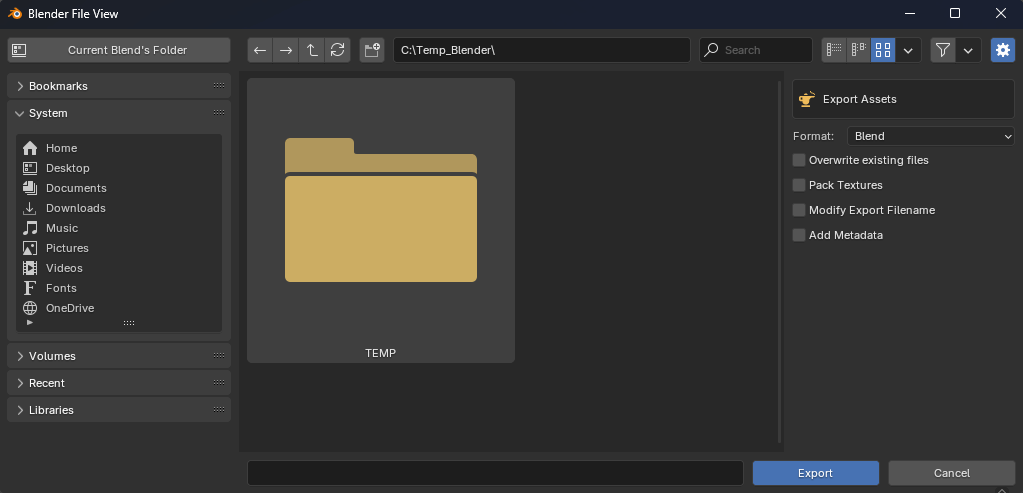 Blender File View
Current Blend's Folder
C:\Temp_Blender\
Search
Bookmarks
System
Home
Desktop
Documents
Downloads
Music
Pictures
Videos
Fonts
OneDrive
Volumes
Recent
Libraries
TEMP
Export Assets
Format: Blend
Overwrite existing files
Pack Textures
Modify Export Filename
Add Metadata
Export
Cancel